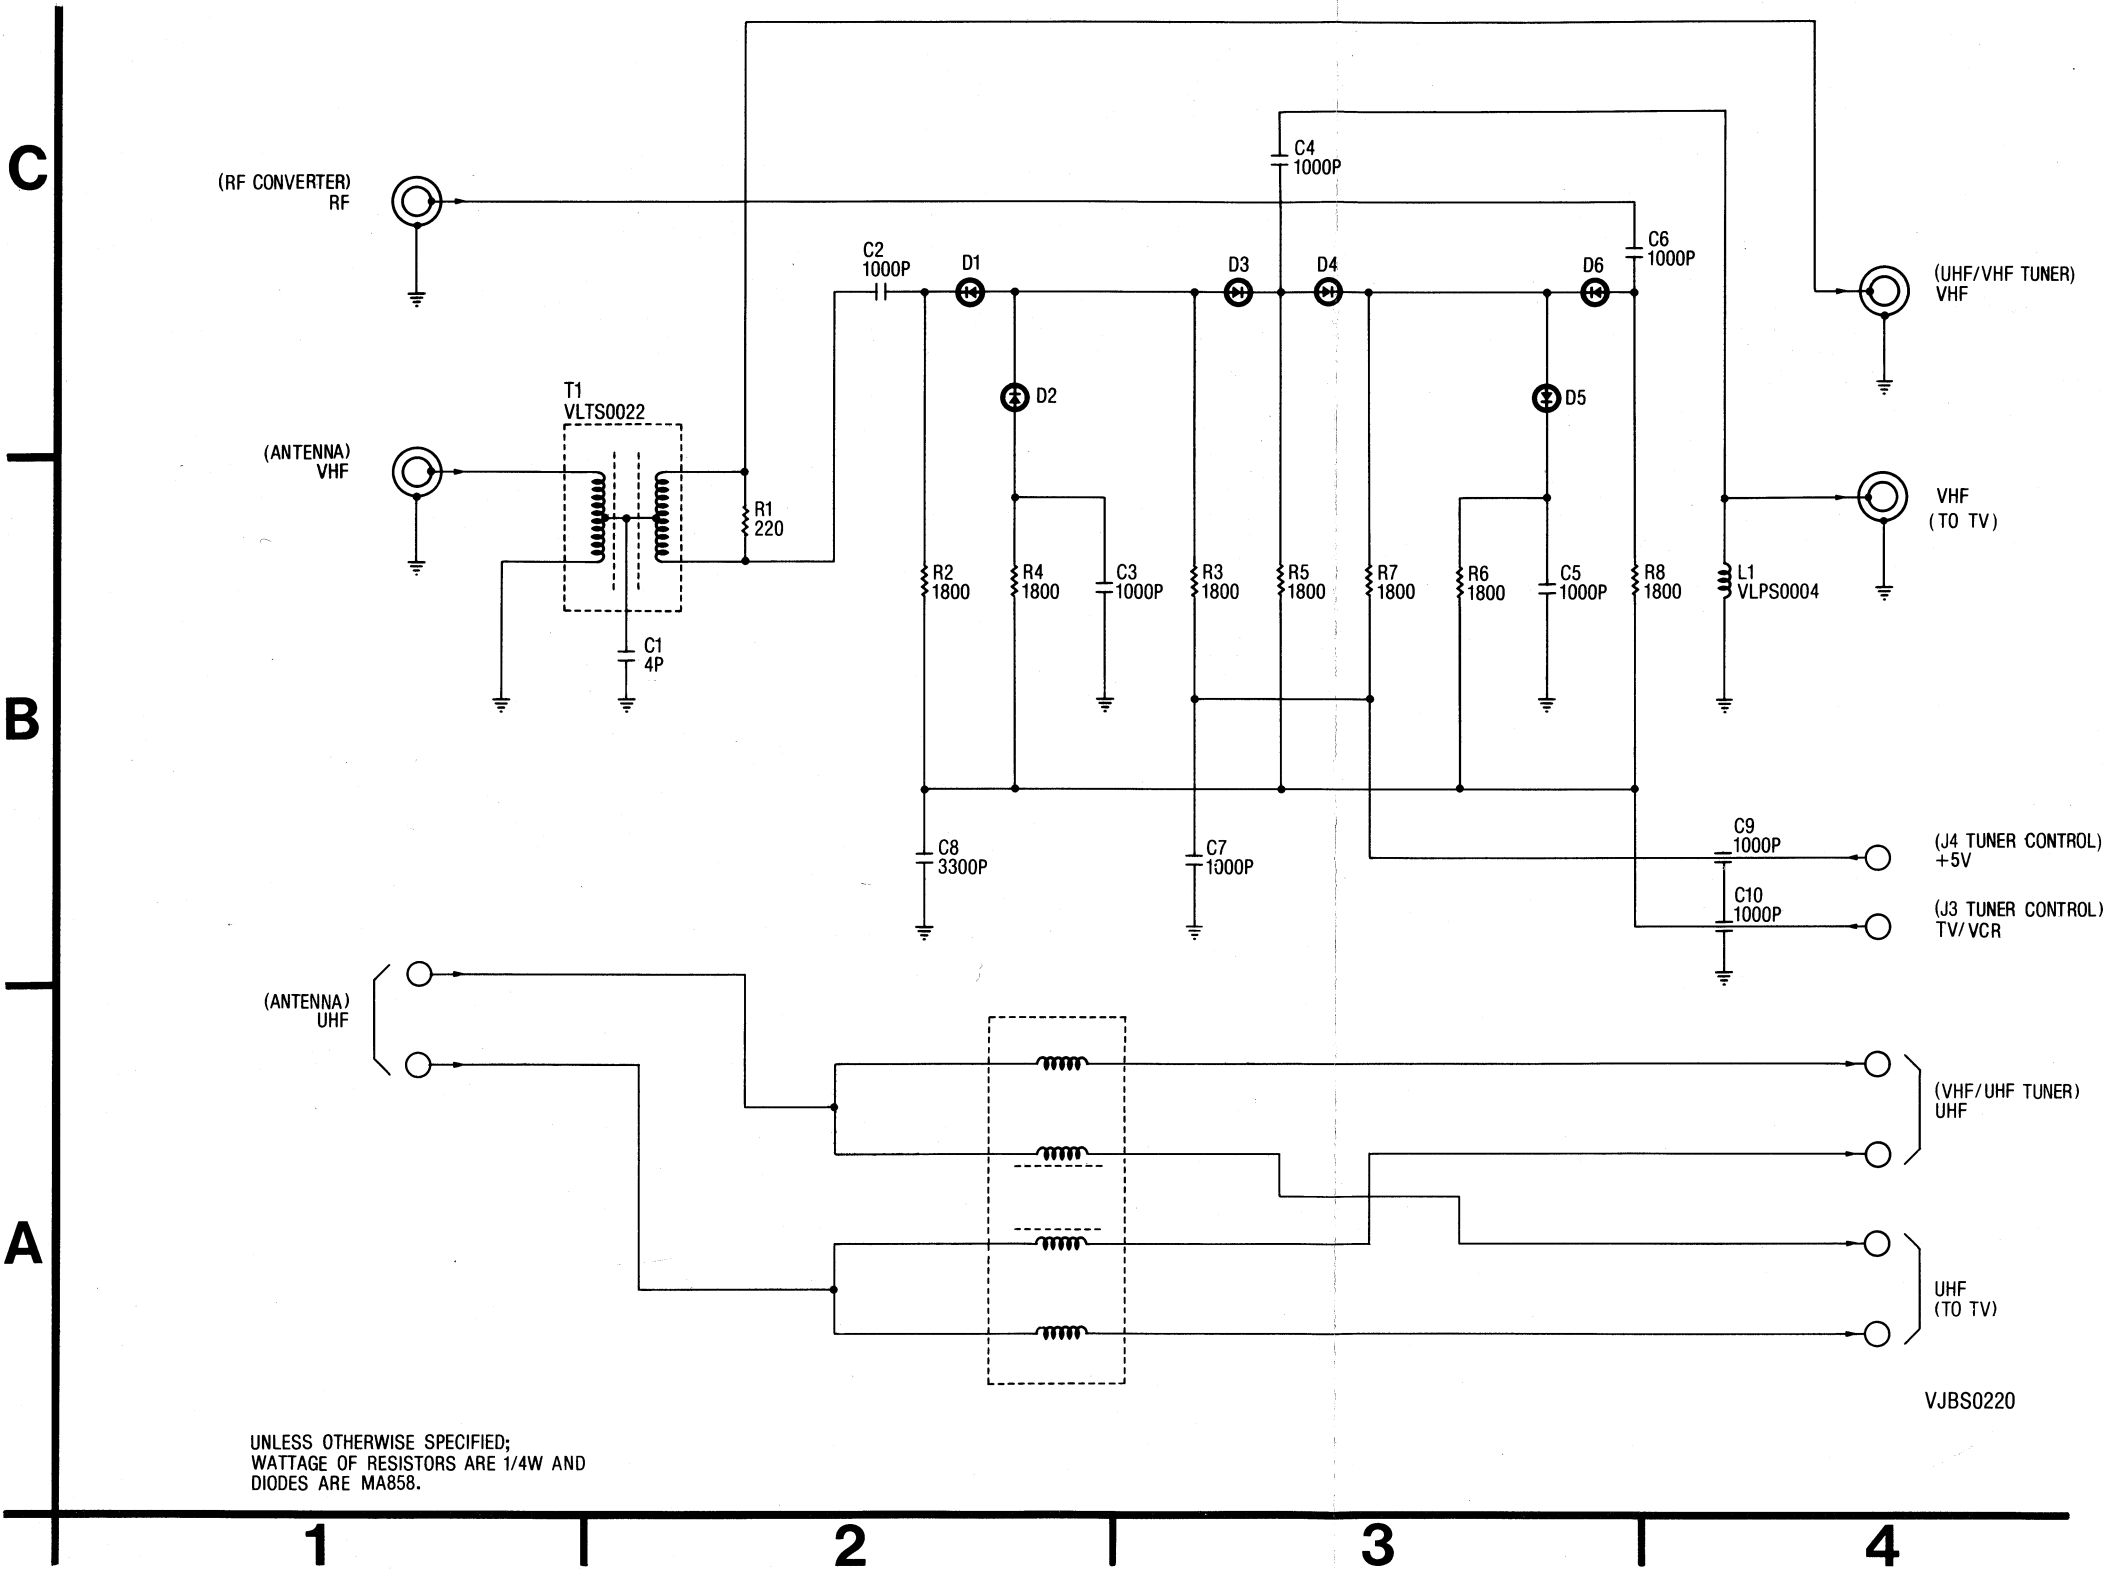 C
B
A
1
2
3
4
(RF CONVERTER)
RF
(ANTENNA)
VHF
T1
VLTS0022
R1
220
C1
4P
C2
1000P
D1
D2
D3
D4
D5
D6
C4
1000P
C6
1000P
R2
1800
R4
1800
C3
1000P
R3
1800
R5
1800
R7
1800
R6
1800
C5
1000P
R8
1800
L1
VLPS0004
C8
3300P
C7
1000P
C9
1000P
C10
1000P
(UHF/VHF TUNER)
VHF
VHF
(TO TV)
(J4 TUNER CONTROL)
+5V
(J3 TUNER CONTROL)
TV/VCR
(ANTENNA)
UHF
(VHF/UHF TUNER)
UHF
UHF
(TO TV)
VJBS0220
UNLESS OTHERWISE SPECIFIED;
WATTAGE OF RESISTORS ARE 1/4W AND
DIODES ARE MA858.